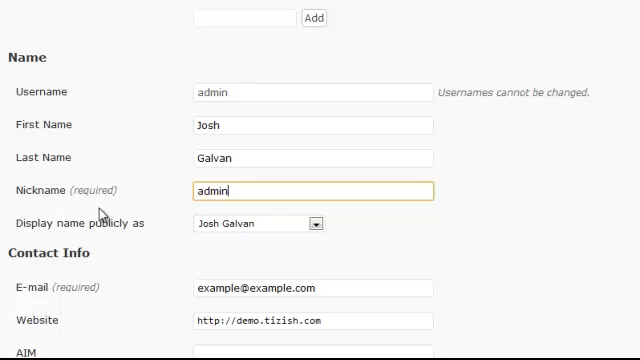 Add
Name
Username admin Usernames cannot be changed.
First Name Josh
Last Name Galvan
Nickname (required) admin
Display name publicly as Josh Galvan
Contact Info
E-mail (required) example@example.com
Website http://demo.tizish.com
AIM